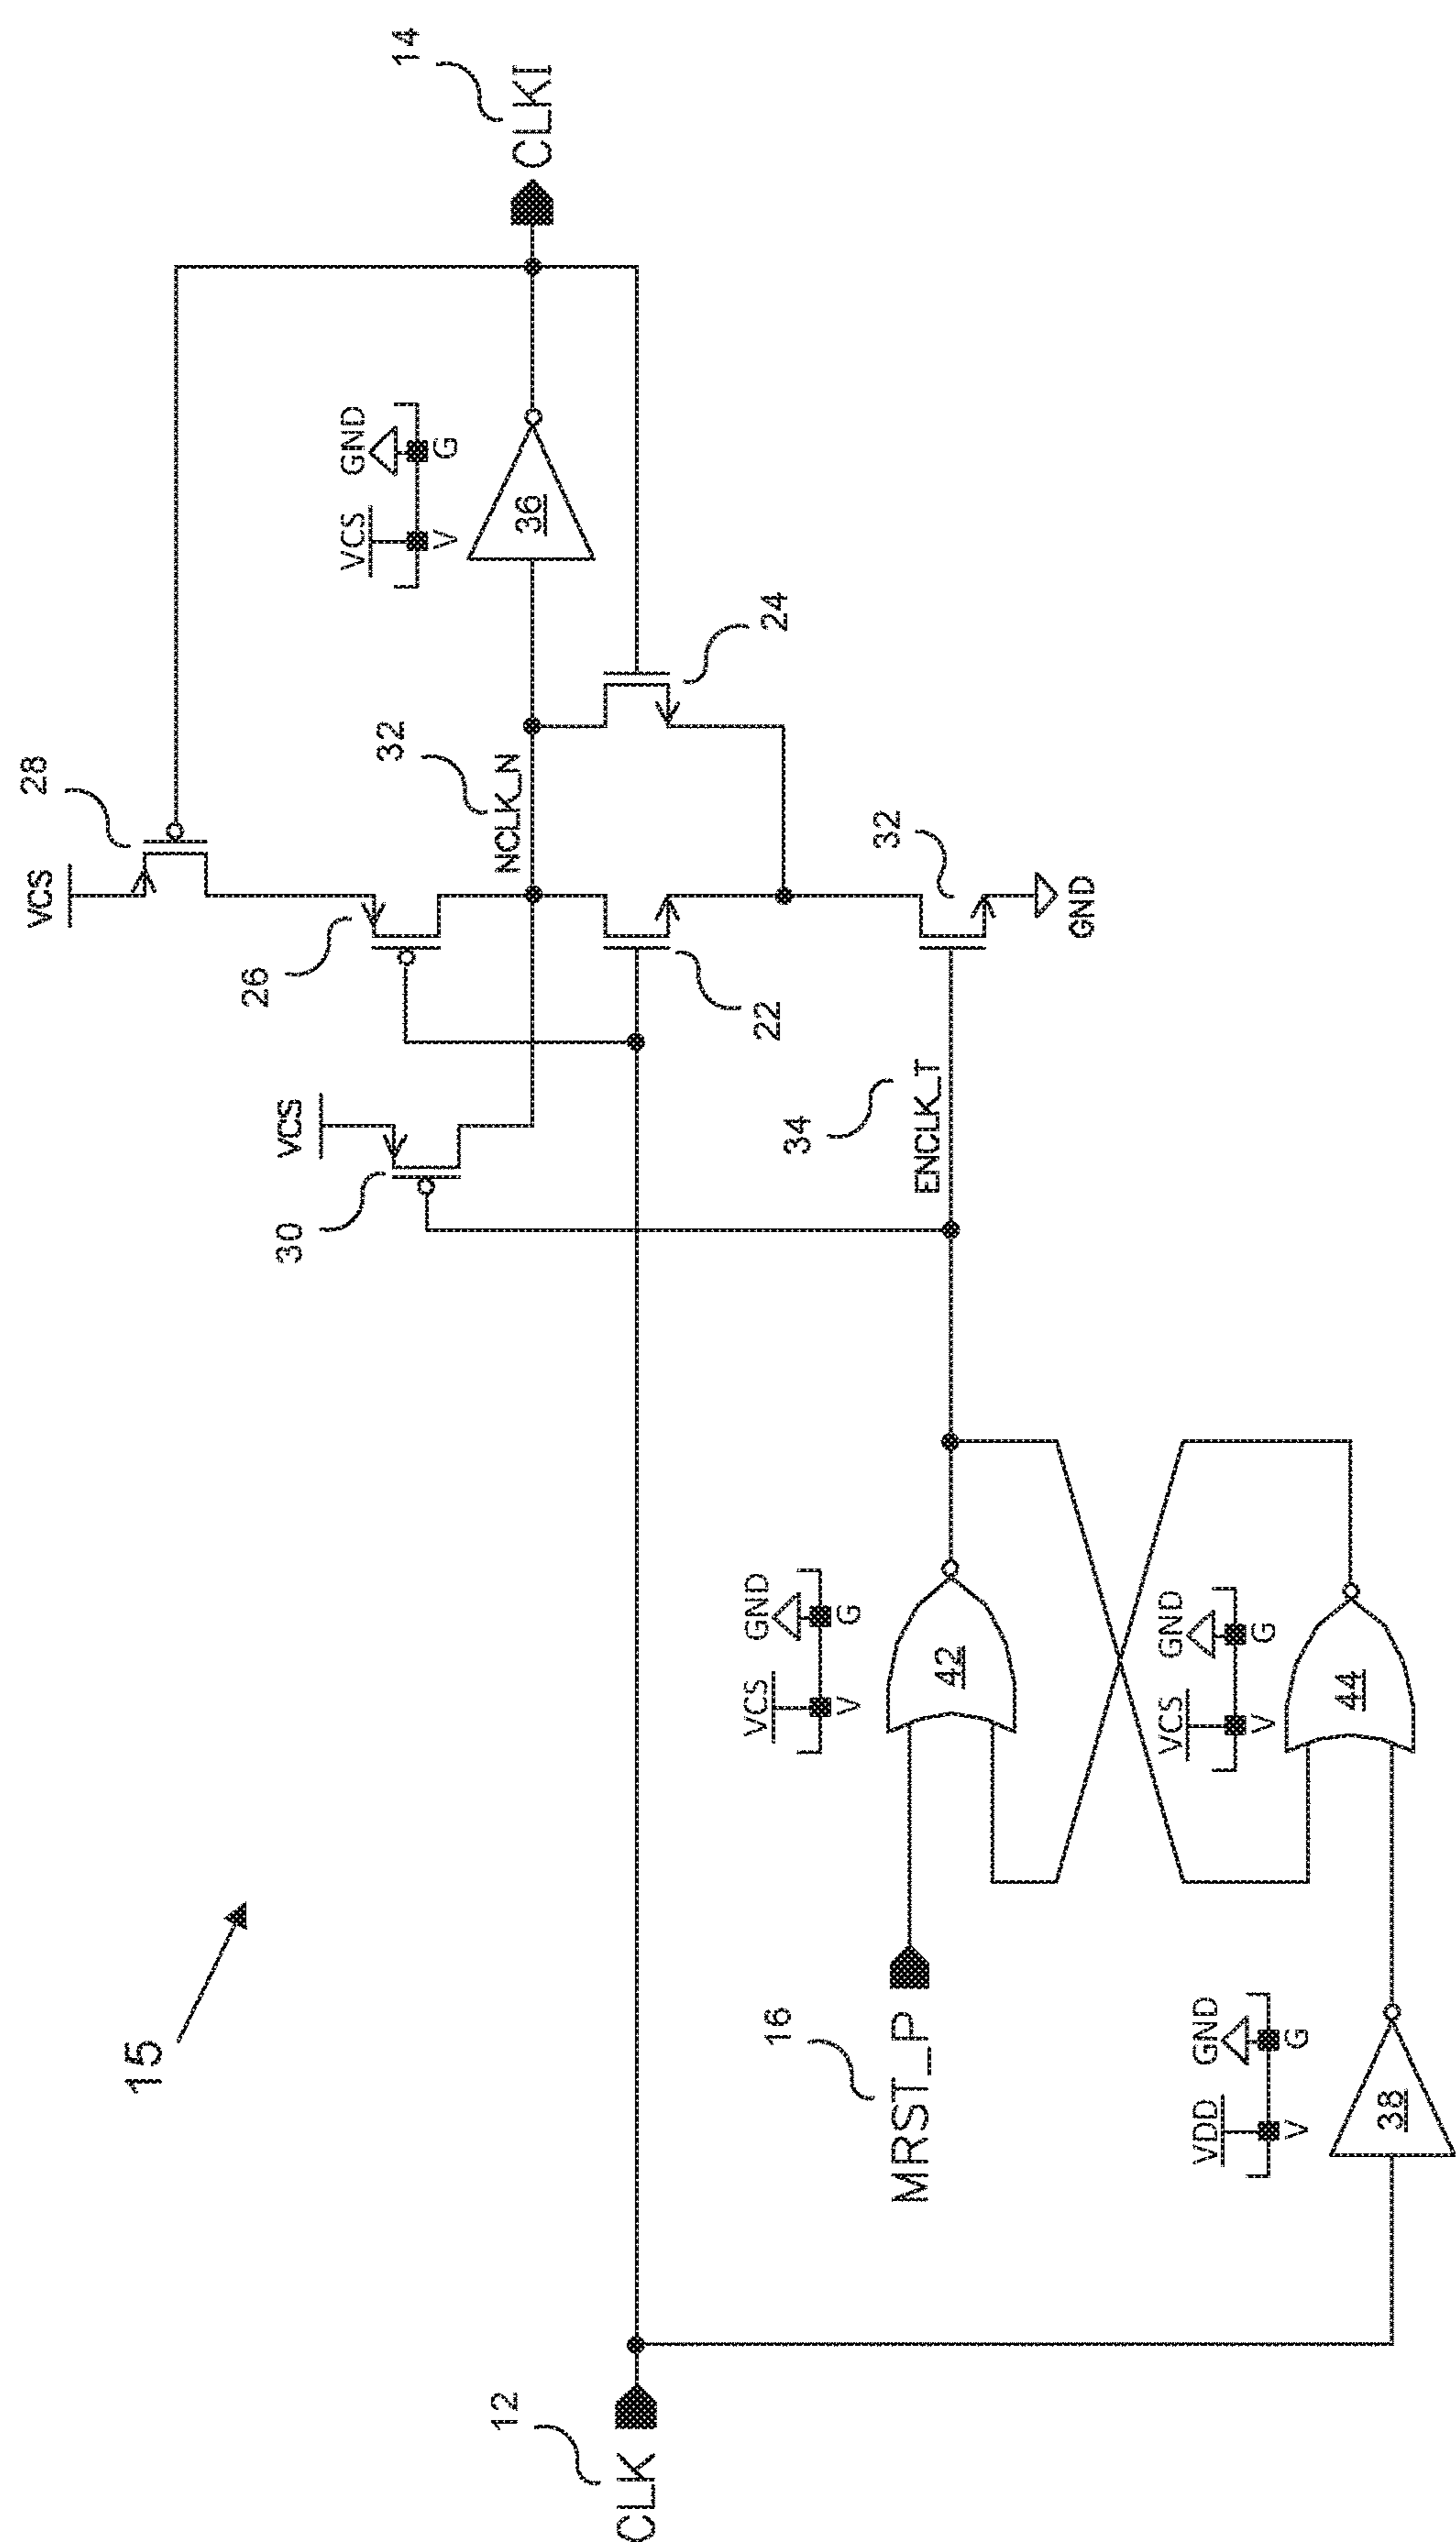 15
28
VCS
26
VCS
30
32
NCLK_N
VCS
GND
V
G
36
14
CLKI
12
CLK
22
24
34
ENCLK_T
32
GND
16
MRST_P
VCS
GND
V
G
42
VDD
GND
V
G
38
VCS
GND
V
G
44